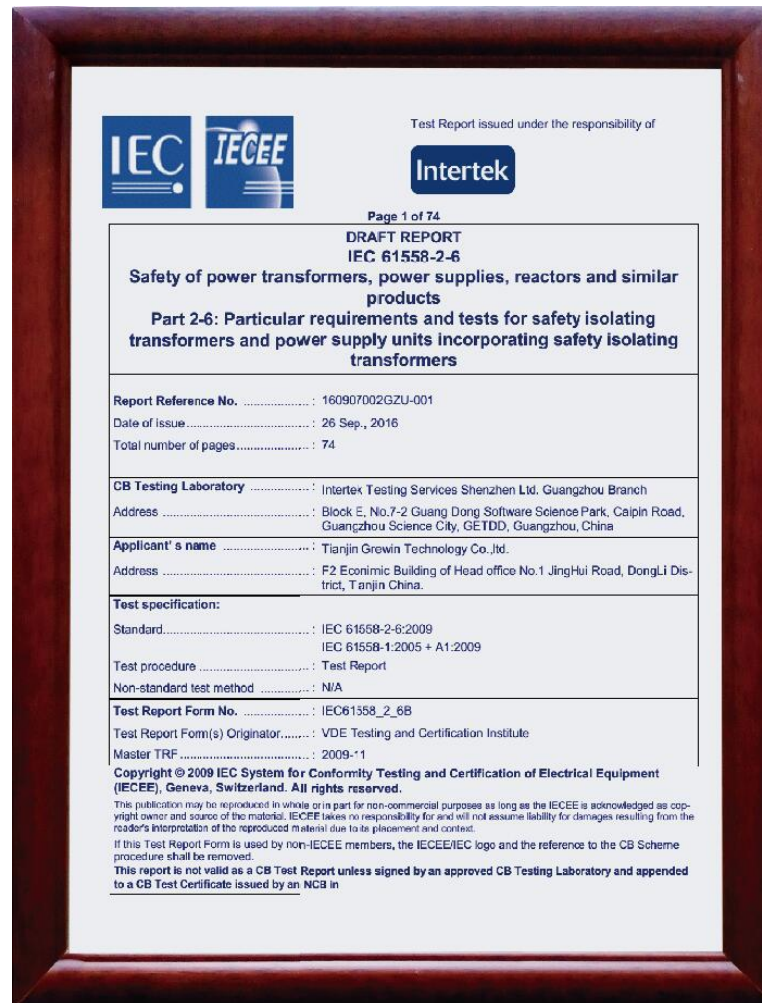 IEC
IECEE
Test Report issued under the responsibility of
Intertek
Page 1 of 74
DRAFT REPORT
IEC 61558-2-6
Safety of power transformers, power supplies, reactors and similar
products
Part 2-6: Particular requirements and tests for safety isolating
transformers and power supply units incorporating safety isolating
transformers
Report Reference No. .................... : 160907002GZU-001
Date of issue .................................... : 26 Sep., 2016
Total number of pages ...................... : 74
CB Testing Laboratory .................. : Intertek Testing Services Shenzhen Ltd. Guangzhou Branch
Address ............................................ : Block E, No.7-2 Guang Dong Software Science Park, Caipin Road,
Guangzhou Science City, GETDD, Guangzhou, China
Applicant' s name .......................... : Tianjin Grewin Technology Co.,ltd.
Address ............................................ : F2 Econimic Building of Head office No.1 JingHui Road, DongLi Dis-
trict, Tianjin China.
Test specification:
Standard ............................................ : IEC 61558-2-6:2009
IEC 61558-1:2005 + A1:2009
Test procedure ................................. : Test Report
Non-standard test method ............... : N/A
Test Report Form No. .................... : IEC61558_2_6B
Test Report Form(s) Originator........ : VDE Testing and Certification Institute
Master TRF ....................................... : 2009-11
Copyright © 2009 IEC System for Conformity Testing and Certification of Electrical Equipment
(IECEE), Geneva, Switzerland. All rights reserved.
This publication may be reproduced in whole or in part for non-commercial purposes as long as the IECEE is acknowledged as cop-
yright owner and source of the material. IECEE takes no responsibility for and will not assume liability for damages resulting from the
reader's interpretation of the reproduced material due to its placement and context.
If this Test Report Form is used by non-IECEE members, the IECEE/IEC logo and the reference to the CB Scheme
procedure shall be removed.
This report is not valid as a CB Test Report unless signed by an approved CB Testing Laboratory and appended
to a CB Test Certificate issued by an NCB in